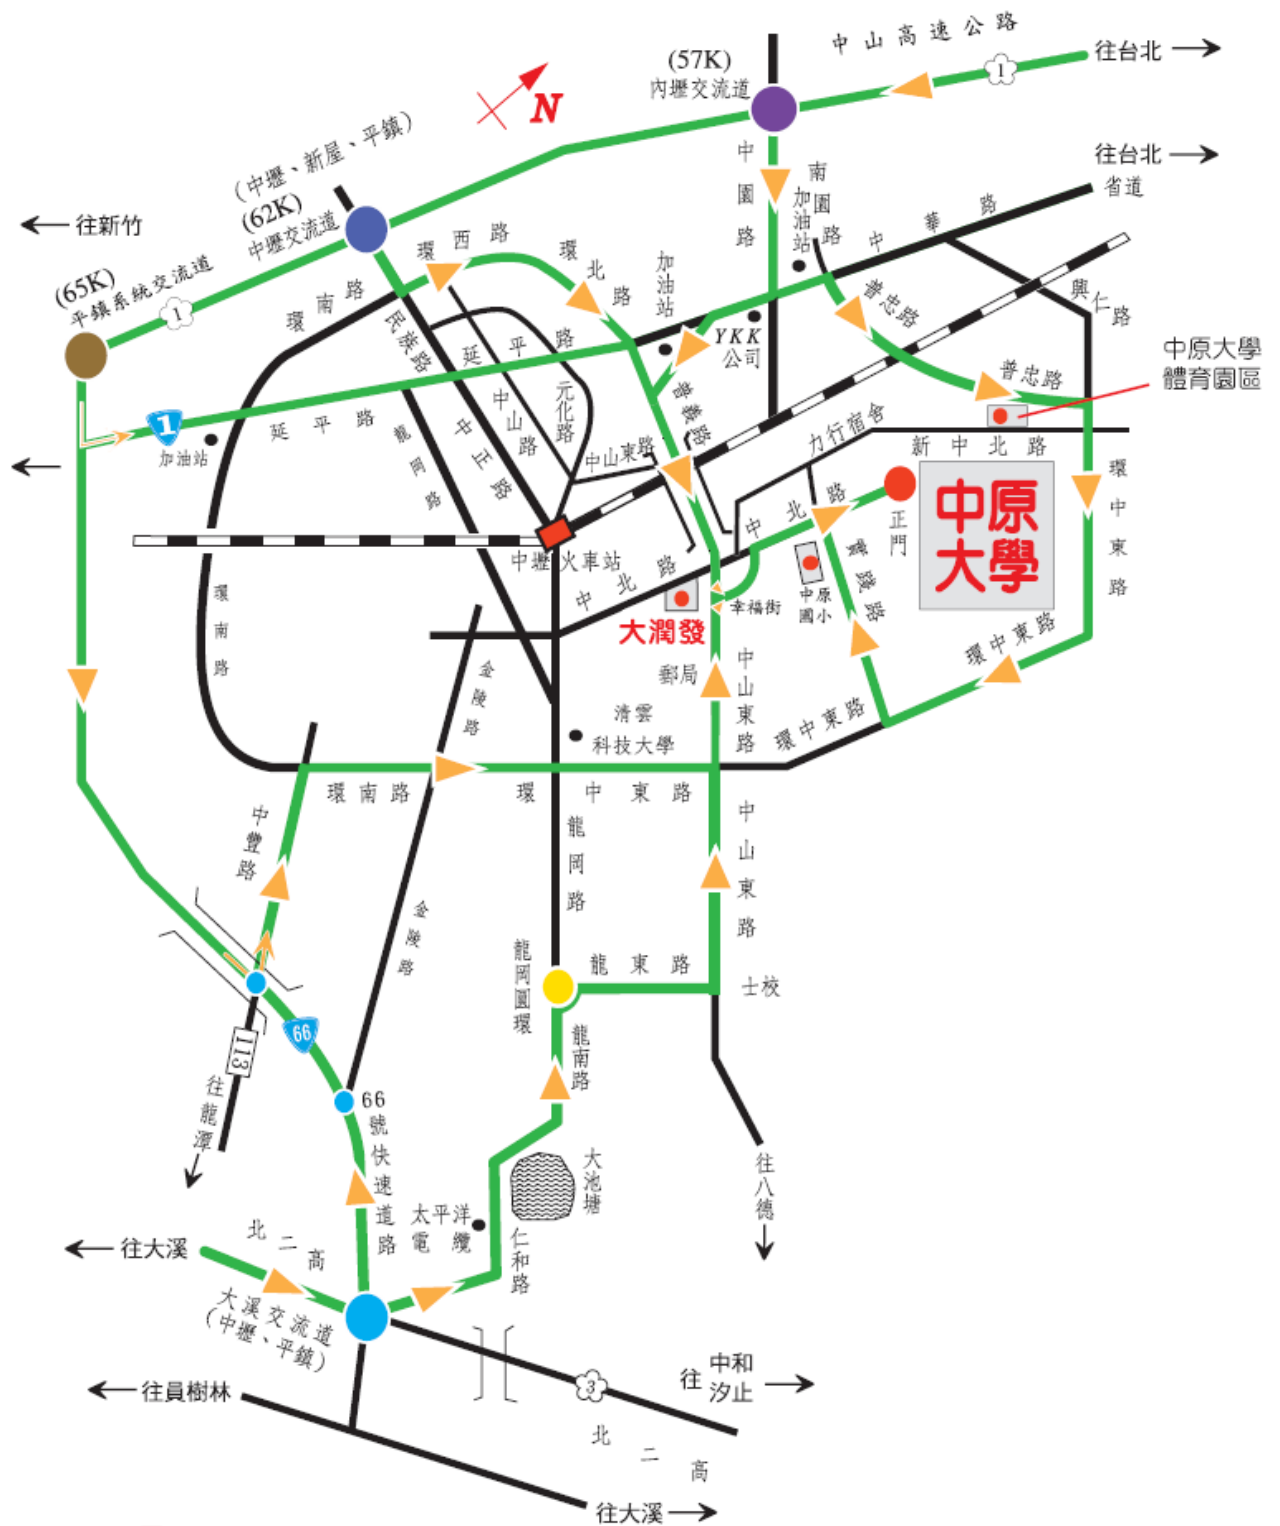 中山高速公路
1
往台北
(57K)
內壢交流道
N
往台北
省道
(中壢、新屋、平鎮)
(62K)
中壢交流道
往新竹
(65K)
平鎮系統交流道
1
中園路
南園路
加油站
中華路
環西路
環北路
加油站
環南路
民族路
延平路
YKK
公司
普忠路
興仁路
中原大學
體育園區
普忠路
1
加油站
延平路
龍岡路
中正路
中山路
元化路
中山東路
普義路
力行宿舍
新中北路
中北路
正門
中原
大學
環中東路
中壢火車站
中北路
實踐路
中原
國小
幸福街
大潤發
環南路
郵局
金陵路
中山東路
環中東路
環中東路
清雲
科技大學
環南路
環中東路
中豐路
龍岡路
中山東路
金陵路
龍岡圓環
龍東路
士校
66
113
往龍潭
龍南路
66
號快速道路
大池塘
往八德
太平洋
電纜
仁和路
往大溪
北二高
大溪交流道
(中壢、平鎮)
3
往
中和
汐止
往員樹林
北二高
往大溪